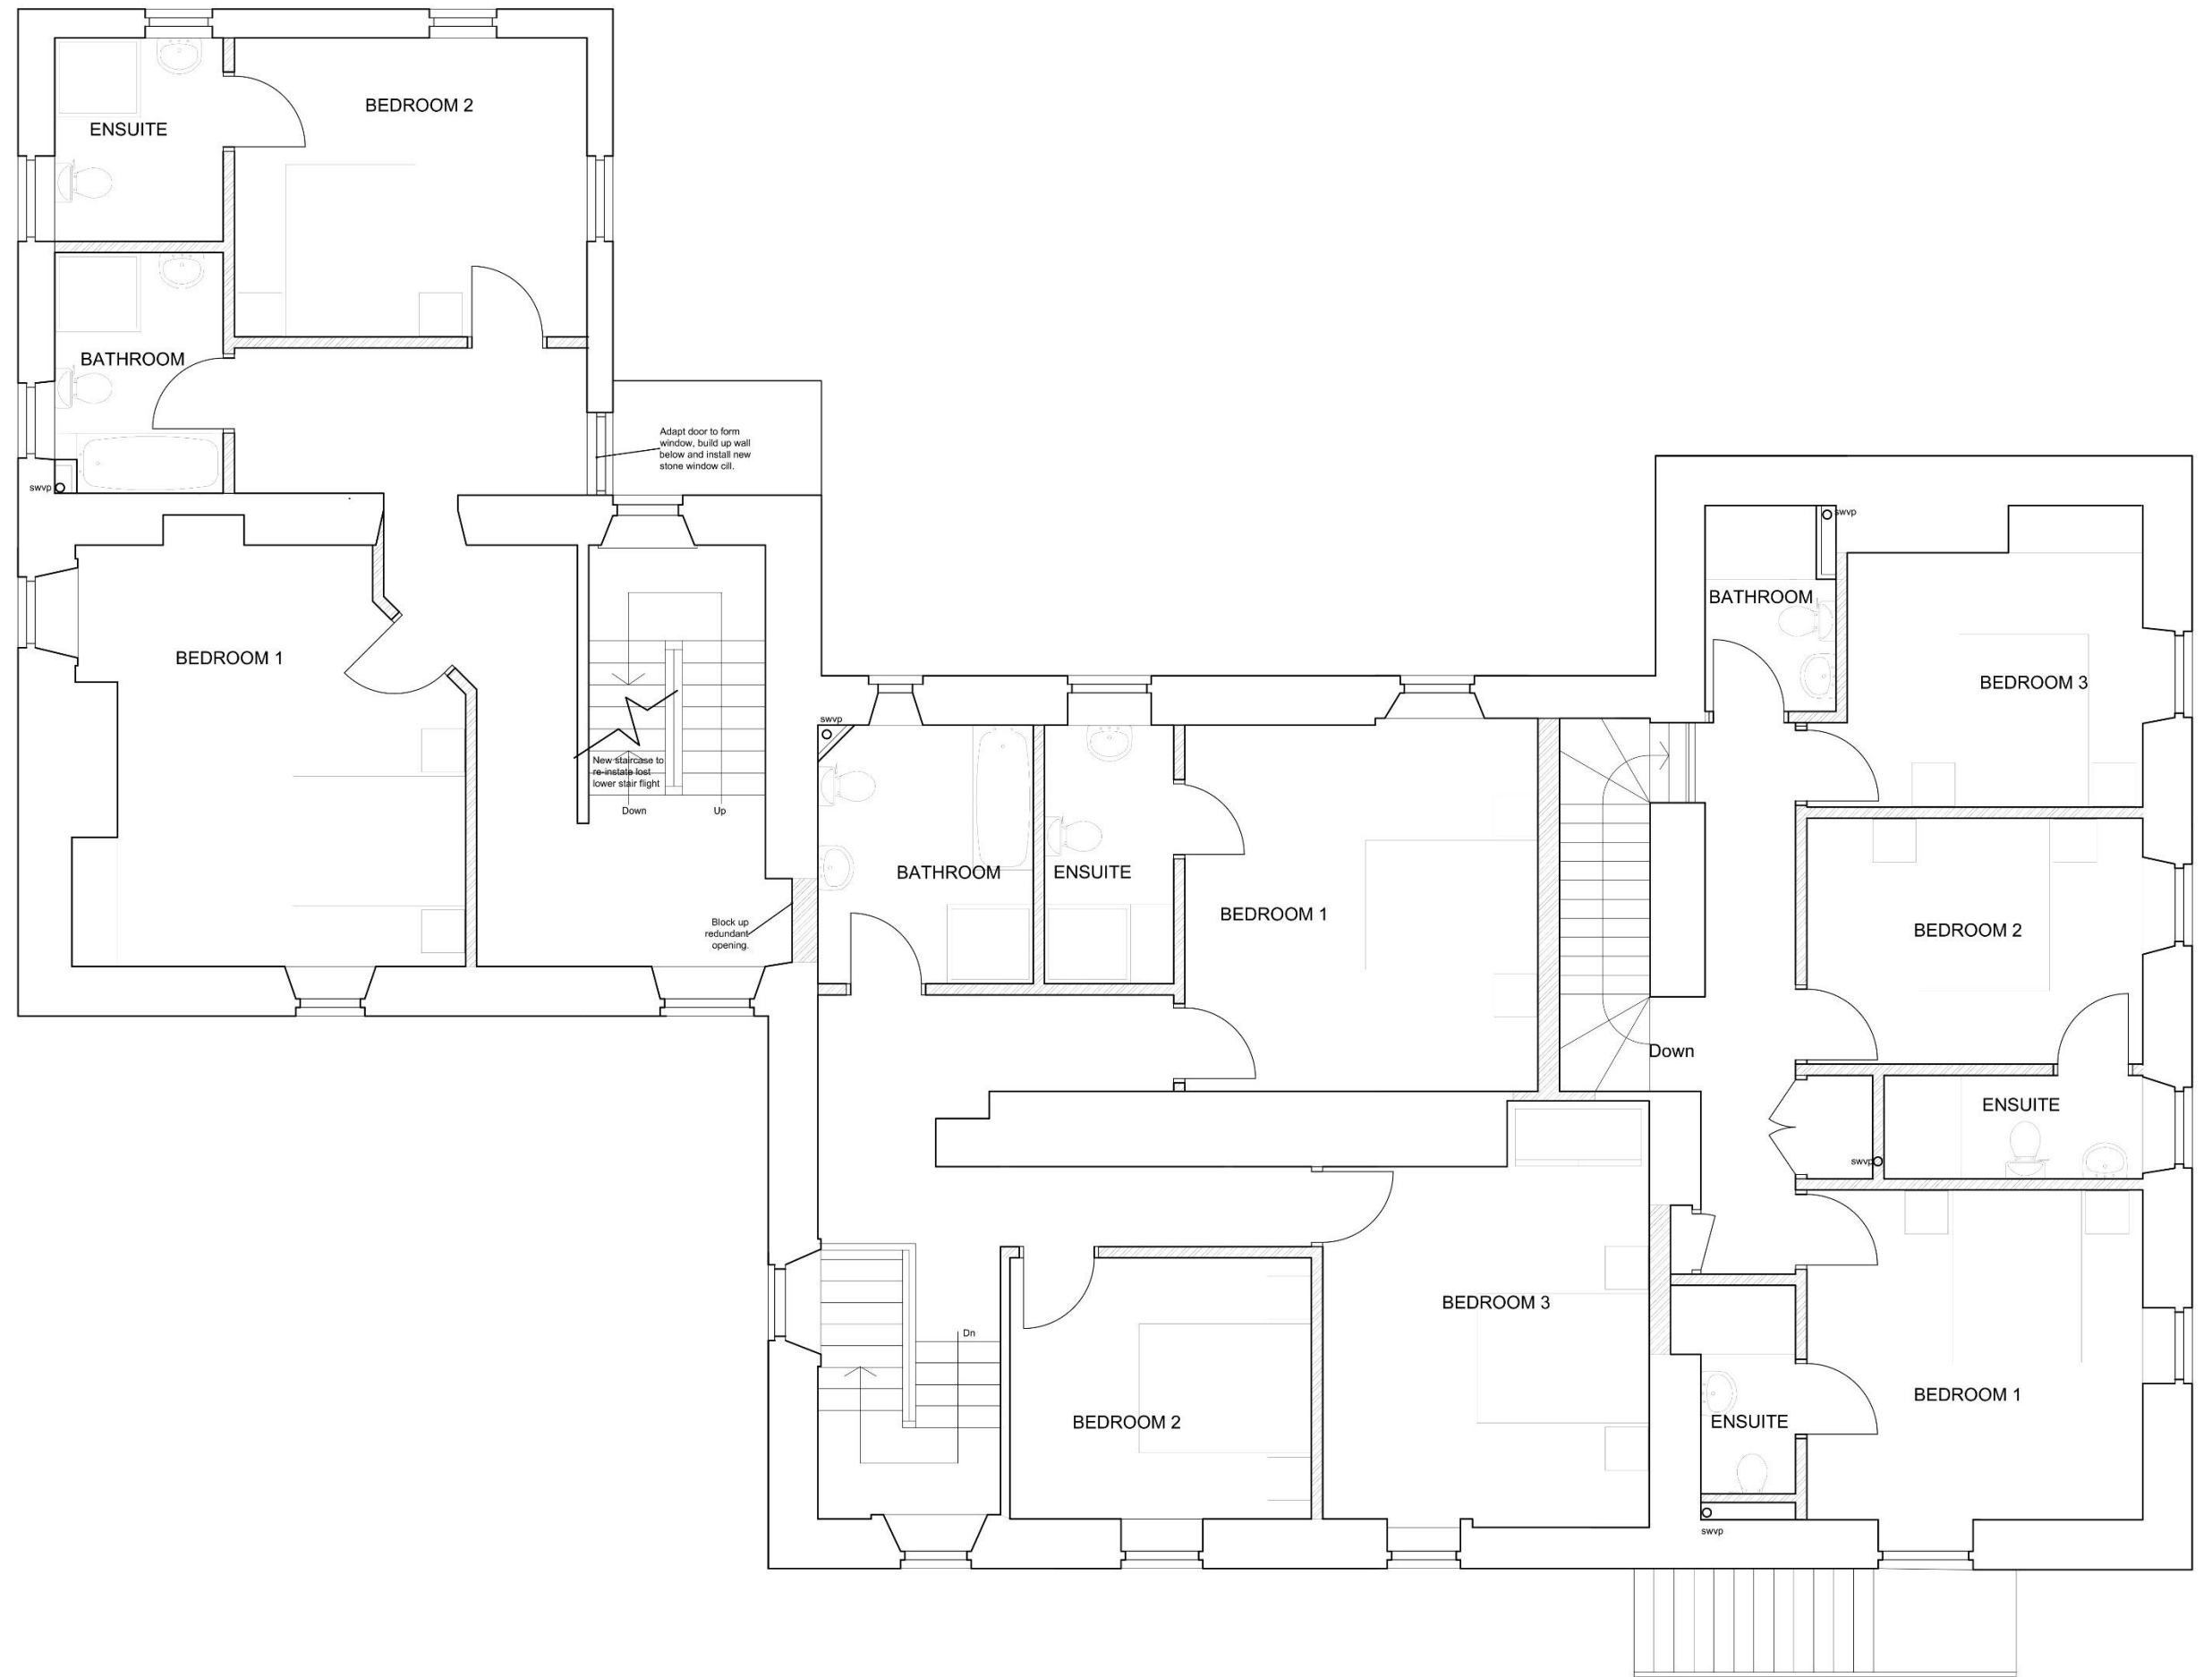 BEDROOM 2
ENSUITE
BATHROOM
swvp
Adapt door to form
window, build up wall
below and install new
stone window cill.
BEDROOM 1
New staircase to
re-instate lost
lower stair flight
Down
Up
Block up
redundant
opening.
swvp
BATHROOM
ENSUITE
BEDROOM 1
Dn
BEDROOM 2
BEDROOM 3
swvp
BATHROOM
BEDROOM 3
BEDROOM 2
Down
ENSUITE
swvp
BEDROOM 1
ENSUITE
swvp